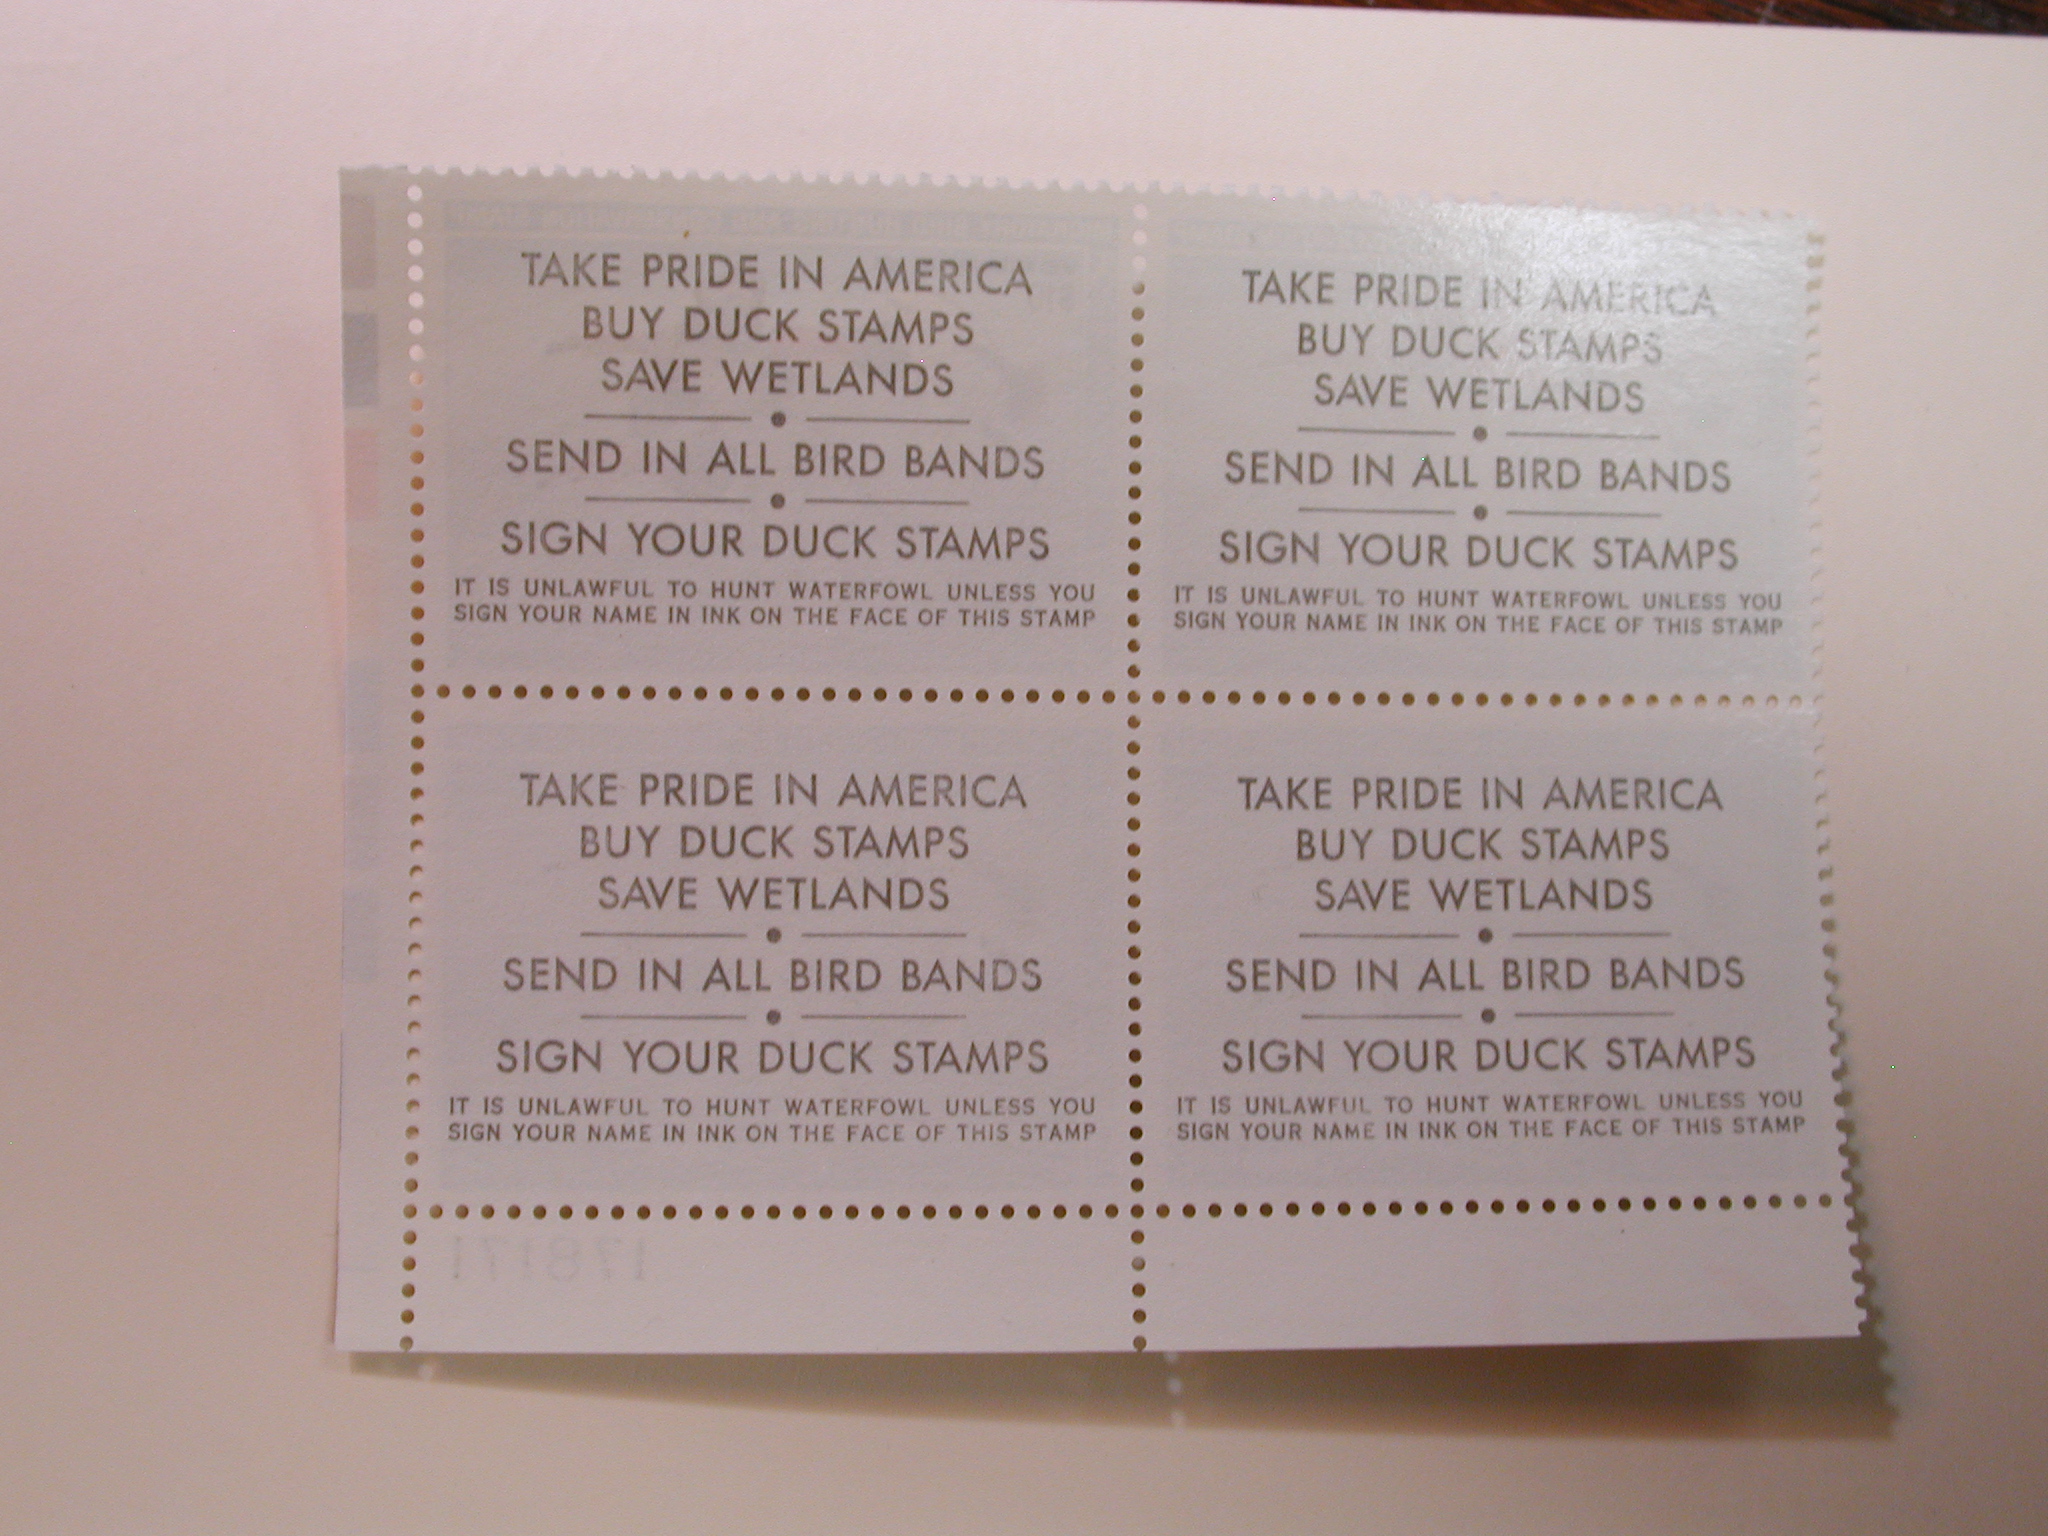 TAKE PRIDE IN AMERICA
BUY DUCK STAMPS
SAVE WETLANDS
SEND IN ALL BIRD BANDS
SIGN YOUR DUCK STAMPS
IT IS UNLAWFUL TO HUNT WATERFOWL UNLESS YOU
SIGN YOUR NAME IN INK ON THE FACE OF THIS STAMP
TAKE PRIDE IN AMERICA
BUY DUCK STAMPS
SAVE WETLANDS
SEND IN ALL BIRD BANDS
SIGN YOUR DUCK STAMPS
IT IS UNLAWFUL TO HUNT WATERFOWL UNLESS YOU
SIGN YOUR NAME IN INK ON THE FACE OF THIS STAMP
TAKE PRIDE IN AMERICA
BUY DUCK STAMPS
SAVE WETLANDS
SEND IN ALL BIRD BANDS
SIGN YOUR DUCK STAMPS
IT IS UNLAWFUL TO HUNT WATERFOWL UNLESS YOU
SIGN YOUR NAME IN INK ON THE FACE OF THIS STAMP
TAKE PRIDE IN AMERICA
BUY DUCK STAMPS
SAVE WETLANDS
SEND IN ALL BIRD BANDS
SIGN YOUR DUCK STAMPS
IT IS UNLAWFUL TO HUNT WATERFOWL UNLESS YOU
SIGN YOUR NAME IN INK ON THE FACE OF THIS STAMP